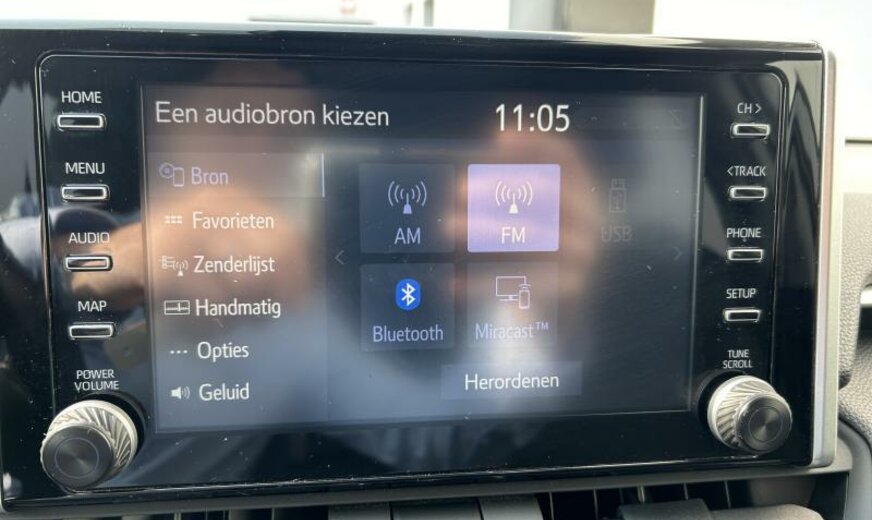 HOME
MENU
AUDIO
MAP
POWER
VOLUME
Een audiobron kiezen
11:05
Bron
Favorieten
Zenderlijst
Handmatig
Opties
Geluid
AM
FM
USB
Bluetooth
Miracast™
Herordenen
CH>
<TRACK
PHONE
SETUP
TUNE
SCROLL